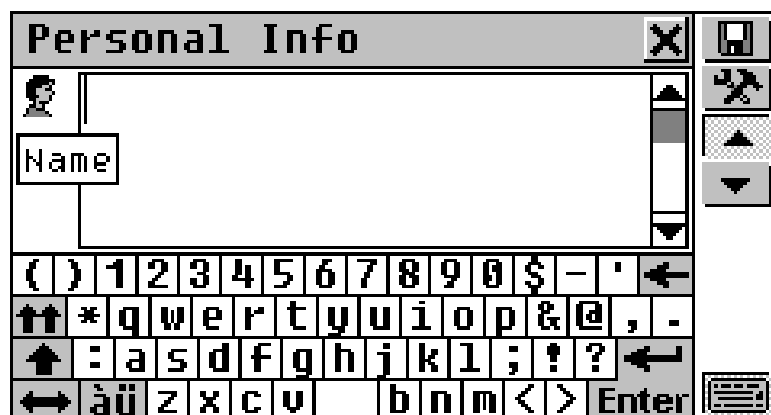 Personal Info
Name
( ) 1 2 3 4 5 6 7 8 9 0 $ - '
* q w e r t y u i o p & @ , .
: a s d f g h j k l ; ! ?
àü z x c v b n m < > Enter